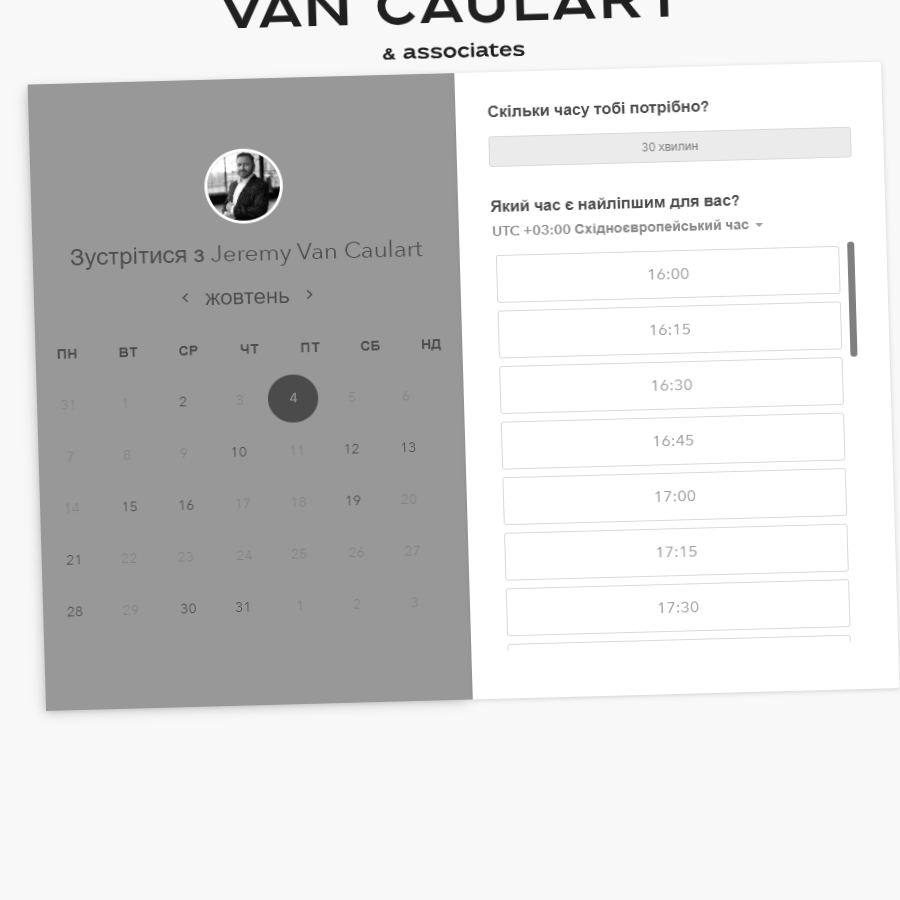 VAN CAULART
& associates
Зустрітися з Jeremy Van Caulart
‹ жовтень ›
ПН ВТ СР ЧТ ПТ СБ НД
31 1 2 3 4 5 6
7 8 9 10 11 12 13
14 15 16 17 18 19 20
21 22 23 24 25 26 27
28 29 30 31 1 2 3
Скільки часу тобі потрібно?
30 хвилин
Який час є найліпшим для вас?
UTC +03:00 Східноєвропейський час
16:00
16:15
16:30
16:45
17:00
17:15
17:30